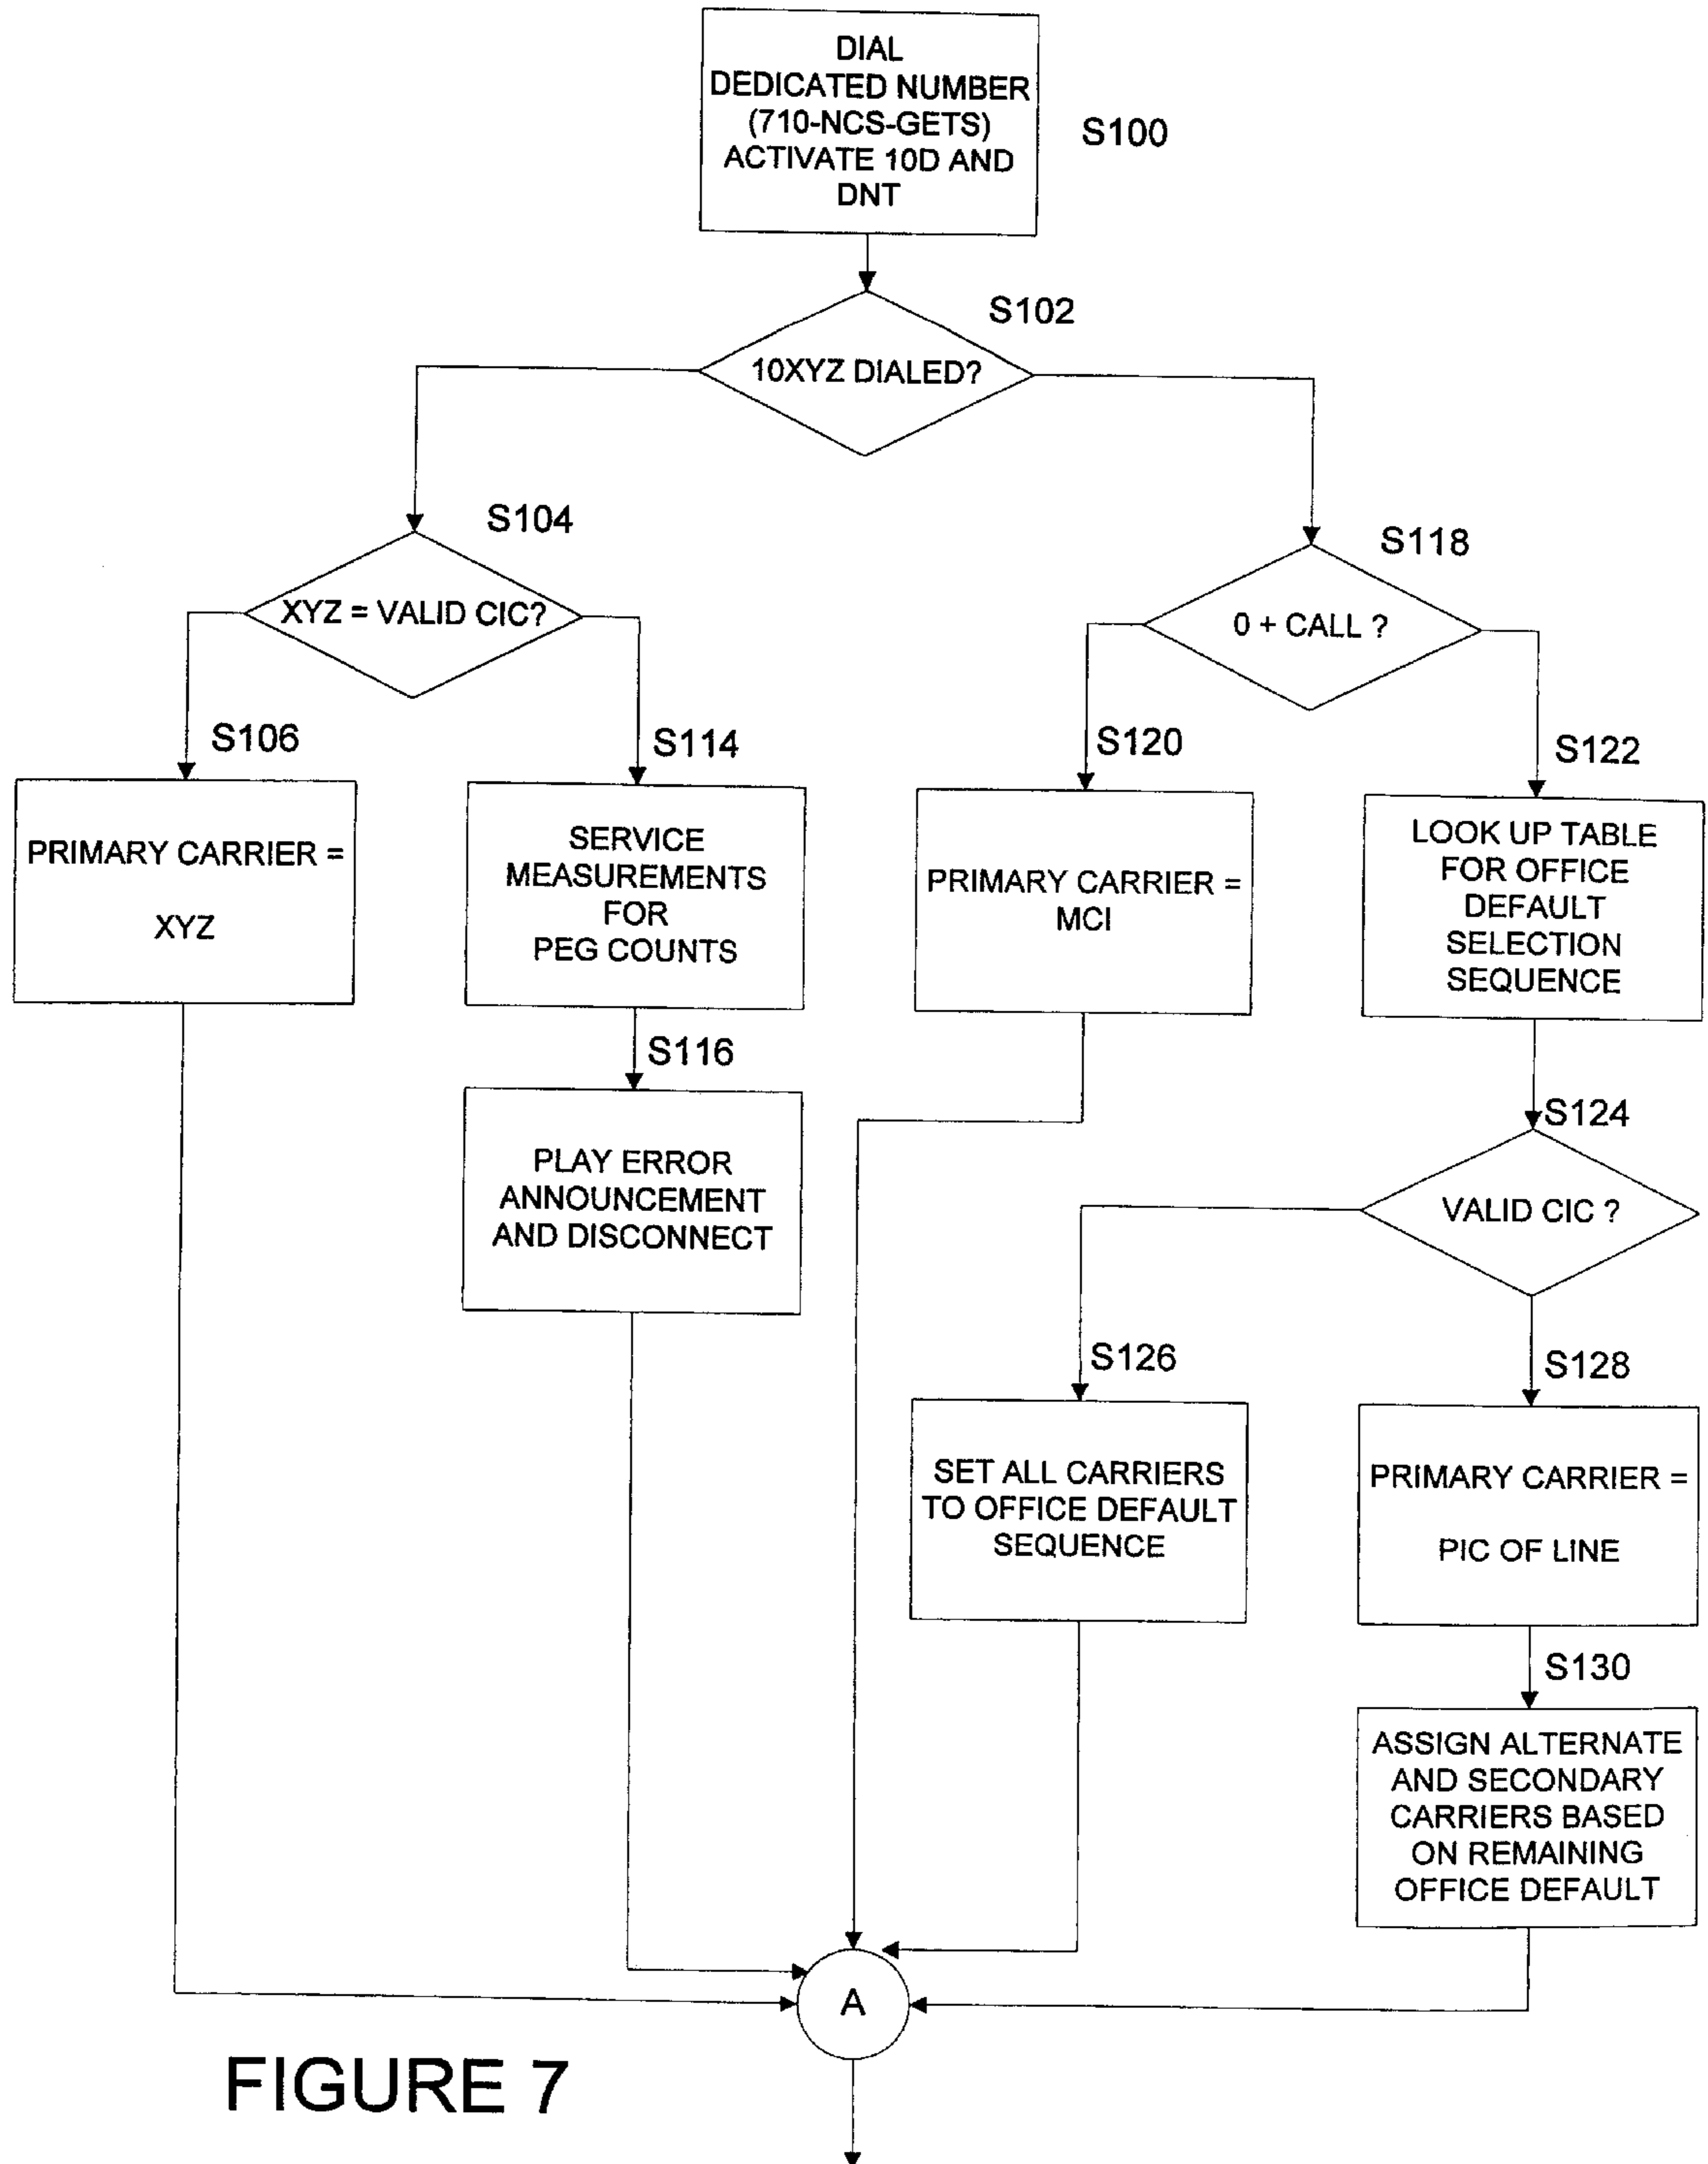 DIAL
DEDICATED NUMBER
(710-NCS-GETS)
ACTIVATE 10D AND
DNT
S100
S102
10XYZ DIALED?
S104
XYZ = VALID CIC?
S118
0 + CALL ?
S106
PRIMARY CARRIER =
XYZ
S114
SERVICE
MEASUREMENTS
FOR
PEG COUNTS
S120
PRIMARY CARRIER =
MCI
S122
LOOK UP TABLE
FOR OFFICE
DEFAULT
SELECTION
SEQUENCE
S116
PLAY ERROR
ANNOUNCEMENT
AND DISCONNECT
S124
VALID CIC ?
S126
SET ALL CARRIERS
TO OFFICE DEFAULT
SEQUENCE
S128
PRIMARY CARRIER =
PIC OF LINE
S130
ASSIGN ALTERNATE
AND SECONDARY
CARRIERS BASED
ON REMAINING
OFFICE DEFAULT
A
FIGURE 7